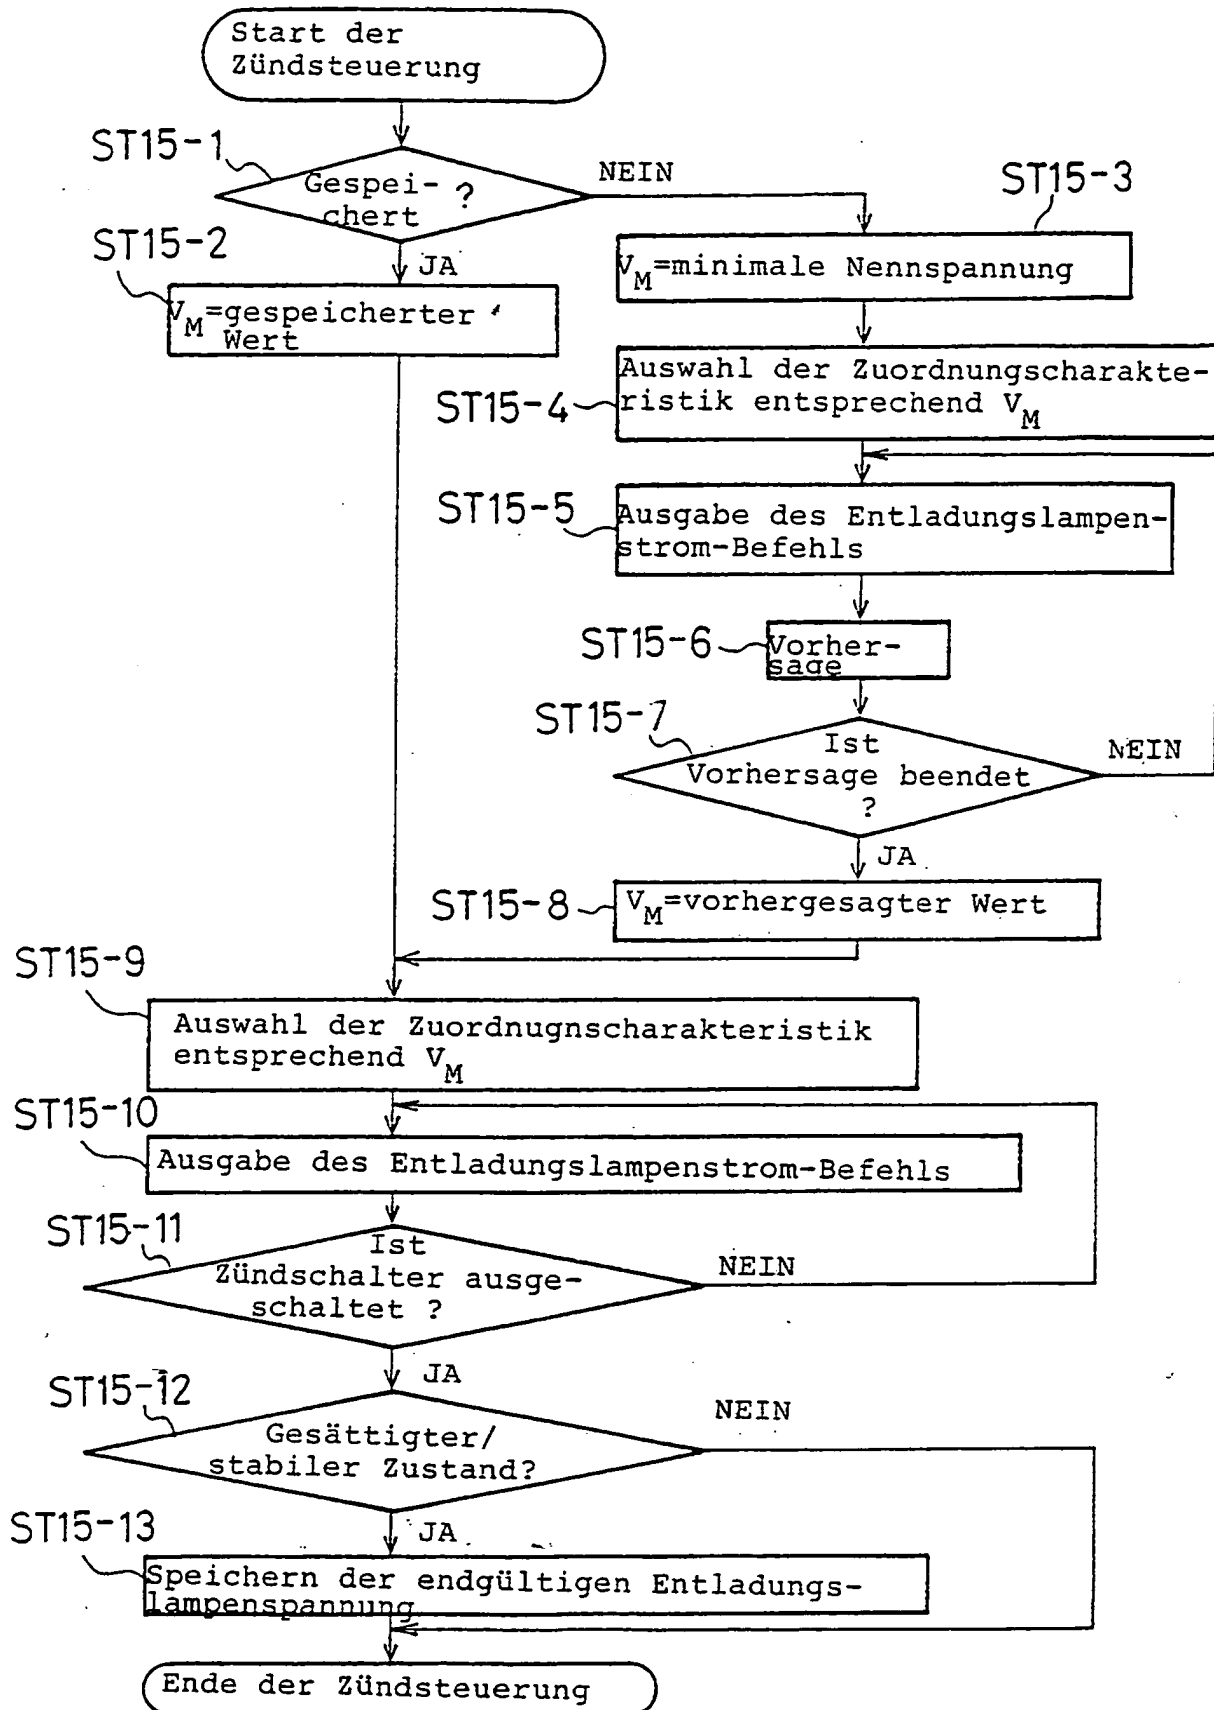 Start der
Zündsteuerung
ST15-1
Gespei-
chert ?
NEIN
JA
ST15-2
V_M=gespeicherter
Wert
ST15-3
V_M=minimale Nennspannung
ST15-4
Auswahl der Zuordnungscharakte-
ristik entsprechend V_M
ST15-5
Ausgabe des Entladungslampen-
strom-Befehls
ST15-6
Vorher-
sage
ST15-7
Ist
Vorhersage beendet
?
NEIN
JA
ST15-8
V_M=vorhergesagter Wert
ST15-9
Auswahl der Zuordnugnscharakteristik
entsprechend V_M
ST15-10
Ausgabe des Entladungslampenstrom-Befehls
ST15-11
Ist
Zündschalter ausge-
schaltet ?
NEIN
JA
ST15-12
Gesättigter/
stabiler Zustand?
NEIN
JA
ST15-13
Speichern der endgültigen Entladungs-
lampenspannung
Ende der Zündsteuerung